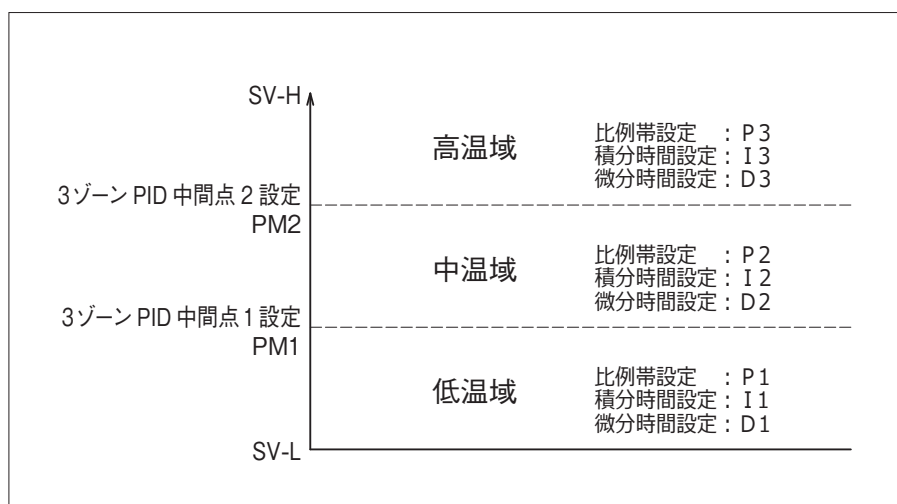 SV-H
高温域
比例帯設定 : P3
積分時間設定 : I3
微分時間設定 : D3
3ゾーン PID 中間点 2 設定
PM2
中温域
比例帯設定 : P2
積分時間設定 : I2
微分時間設定 : D2
3ゾーン PID 中間点 1 設定
PM1
低温域
比例帯設定 : P1
積分時間設定 : I1
微分時間設定 : D1
SV-L